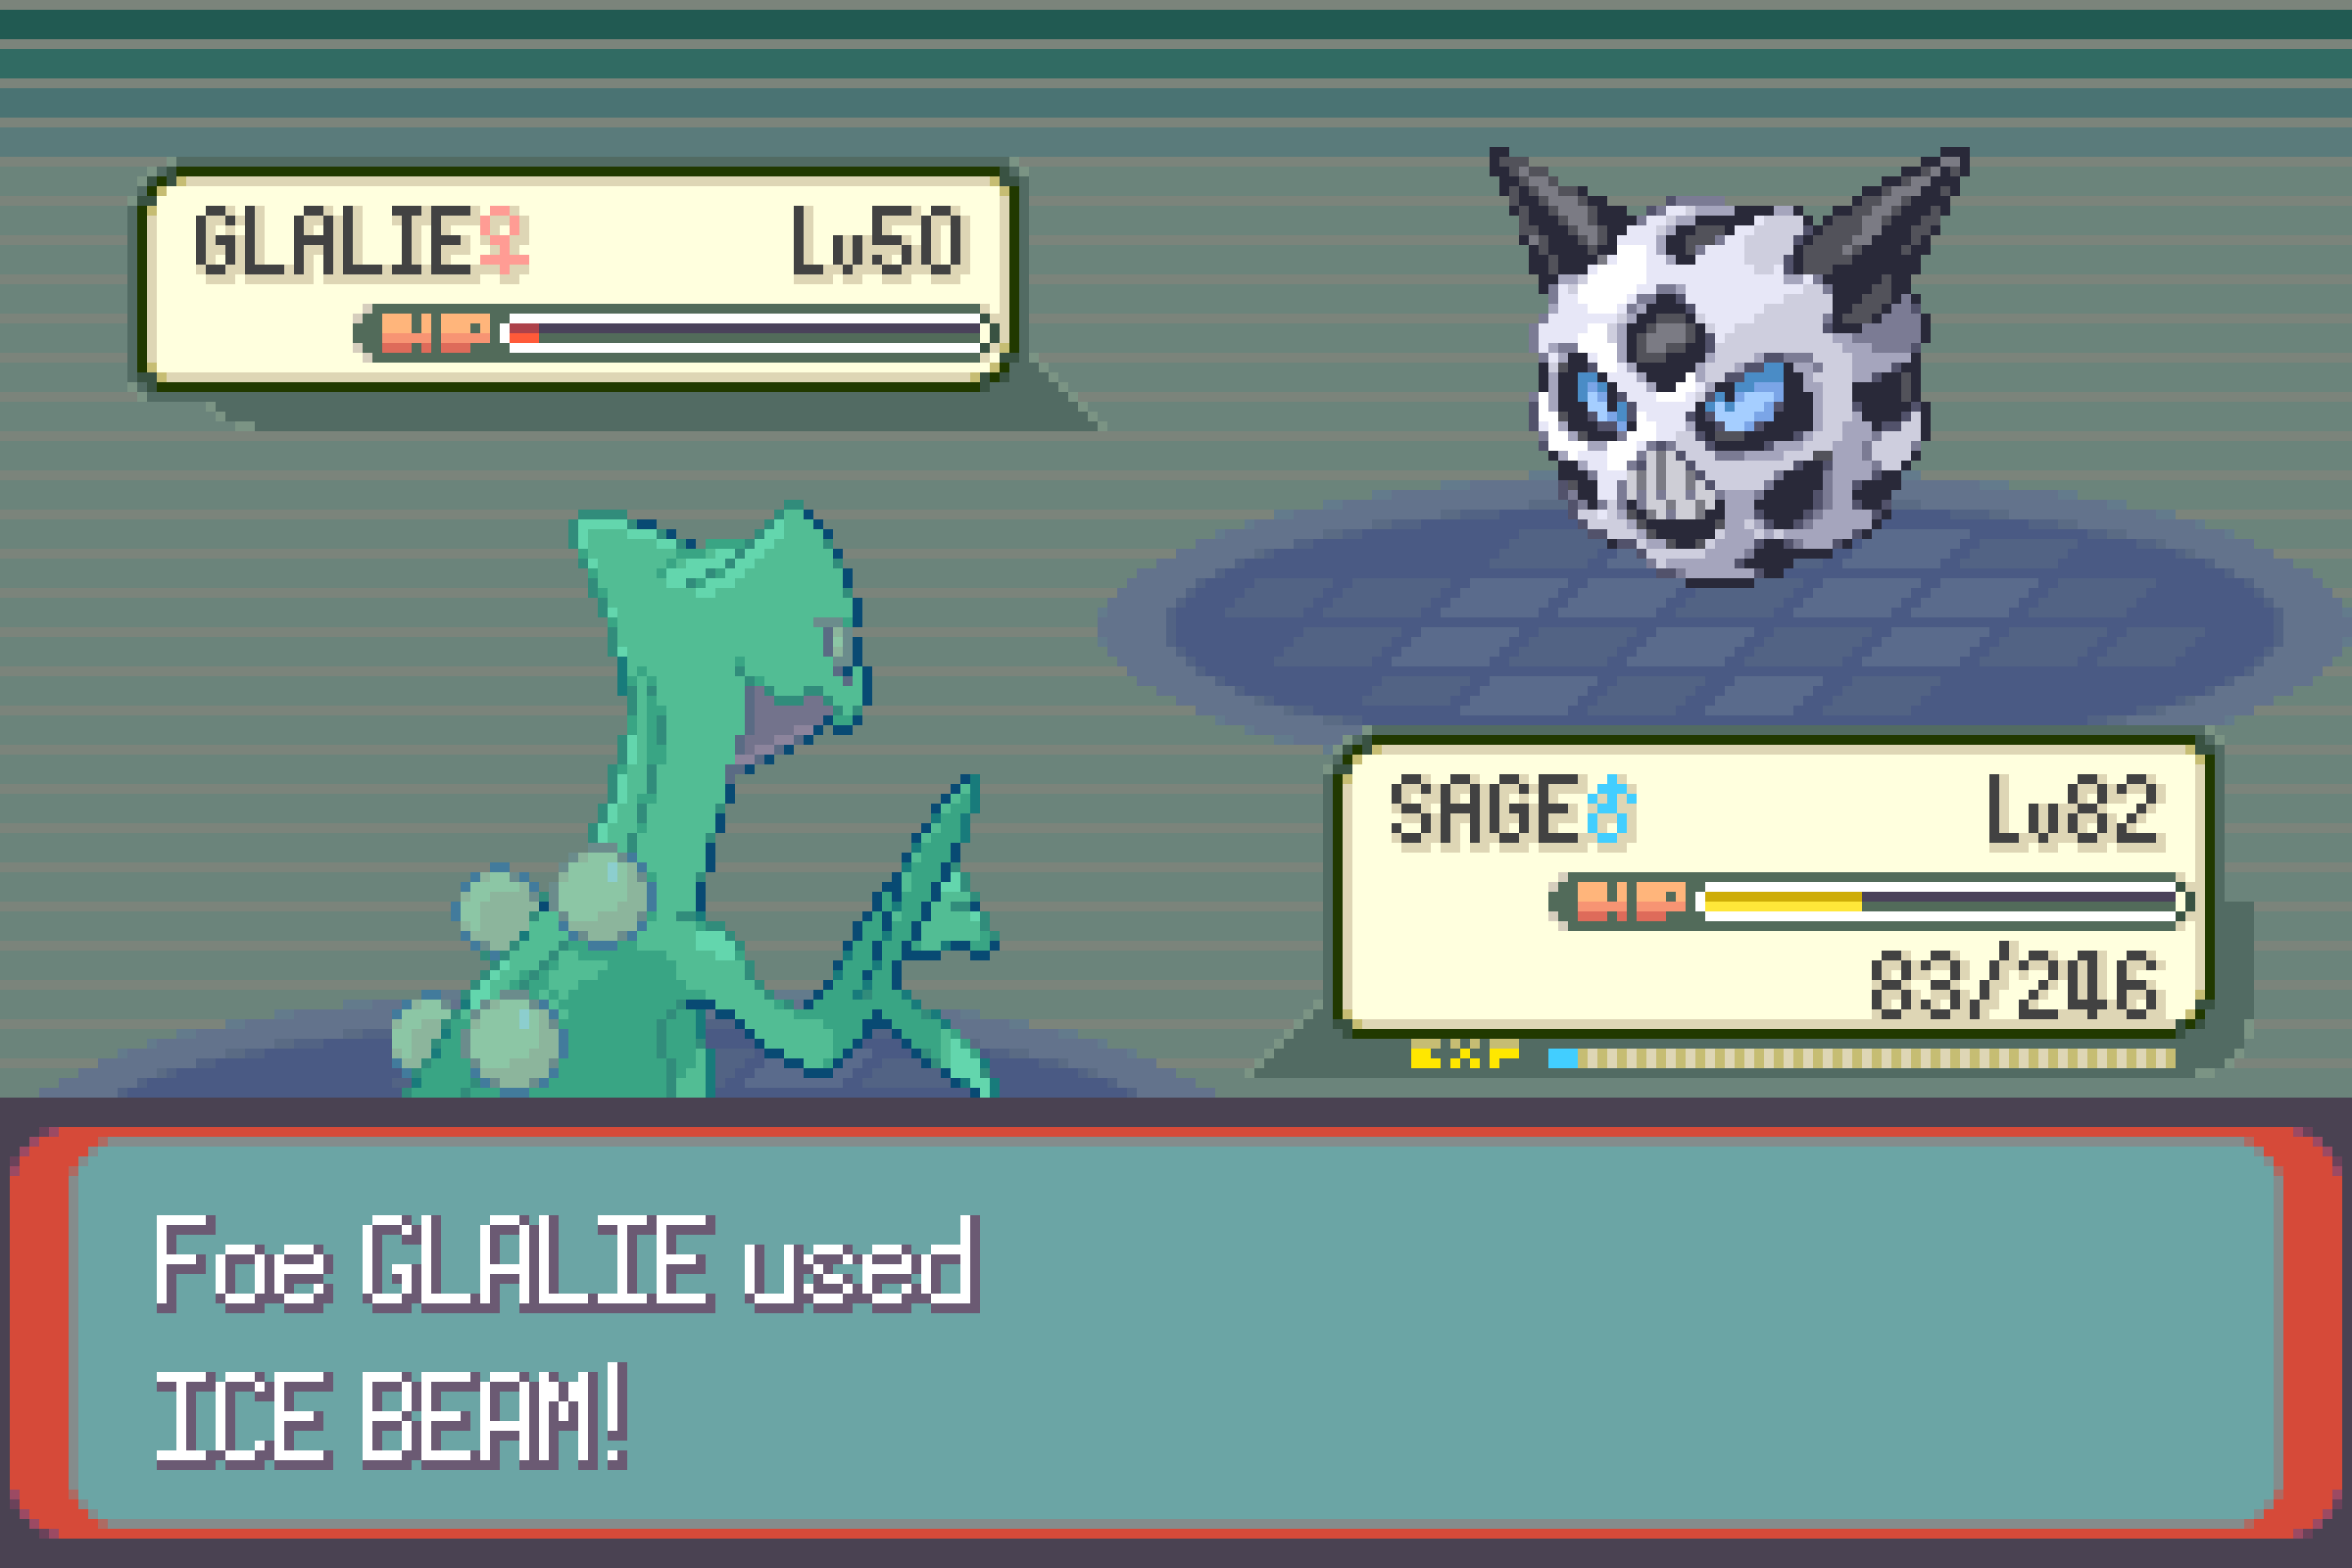 GLALIE♀ Lv50
HP
SAGE♂ Lv82
HP
83/246
EXP
Foe GLALIE used
ICE BEAM!